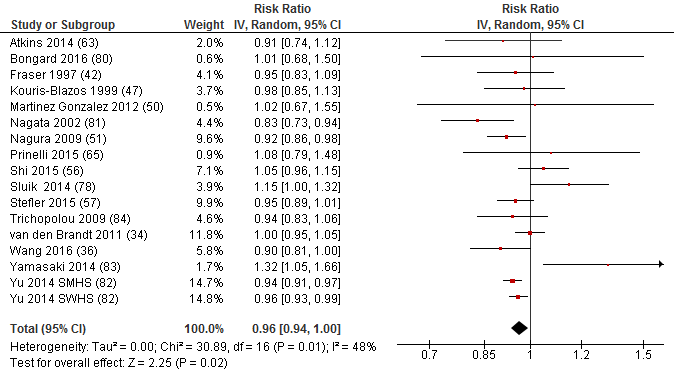 Risk Ratio Risk Ratio
Study or Subgroup Weight IV, Random, 95% CI IV, Random, 95% CI
Atkins 2014 (63) 2.0% 0.91 [0.74, 1.12]
Bongard 2016 (80) 0.6% 1.01 [0.68, 1.50]
Fraser 1997 (42) 4.1% 0.95 [0.83, 1.09]
Kouris-Blazos 1999 (47) 4.0% 0.98 [0.85, 1.13]
Martinez Gonzalez 2012 (50) 0.5% 1.02 [0.67, 1.55]
Nagata 2002 (81) 4.4% 0.83 [0.73, 0.94]
Nagura 2009 (51) 9.6% 0.92 [0.86, 0.98]
Prinelli 2015 (65) 0.9% 1.08 [0.79, 1.48]
Shi 2015 (56) 7.1% 1.05 [0.96, 1.15]
Sluik 2014 (78) 3.9% 1.15 [1.00, 1.32]
Stefler 2015 (57) 9.9% 0.95 [0.89, 1.01]
Trichopolou 2009 (84) 4.6% 0.94 [0.83, 1.06]
van den Brandt 2011 (34) 11.8% 1.00 [0.95, 1.05]
Wang 2016 (36) 5.8% 0.90 [0.81, 1.00]
Yamasaki 2014 (83) 1.7% 1.32 [1.05, 1.66]
Yu 2014 SMHS (82) 14.7% 0.94 [0.91, 0.97]
Yu 2014 SWHS (82) 14.8% 0.96 [0.93, 0.99]
Total (95% CI) 100.0% 0.96 [0.94, 1.00]
Heterogeneity: Tau² = 0.00; Chi² = 30.89, df = 16 (P = 0.01); I² = 48%
Test for overall effect: Z = 2.25 (P = 0.02)
0.7 0.85 1 1.2 1.5